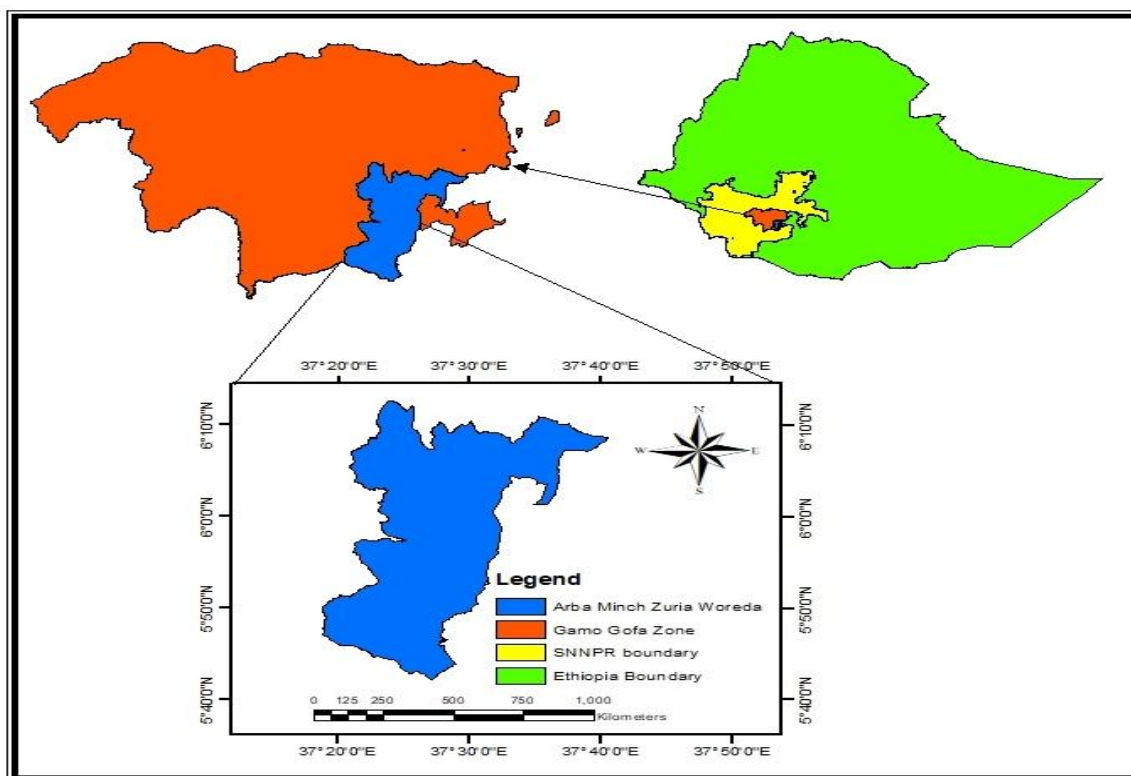 37°20'0"E 37°30'0"E 37°40'0"E 37°50'0"E
6°10'0"N 6°10'0"N
6°0'0"N 6°0'0"N
5°50'0"N 5°50'0"N
5°40'0"N 5°40'0"N
N
W E
S
Legend
Arba Minch Zuria Woreda
Gamo Gofa Zone
SNNPR boundary
Ethiopia Boundary
0 125 250 500 750 1,000
Kilometers
37°20'0"E 37°30'0"E 37°40'0"E 37°50'0"E